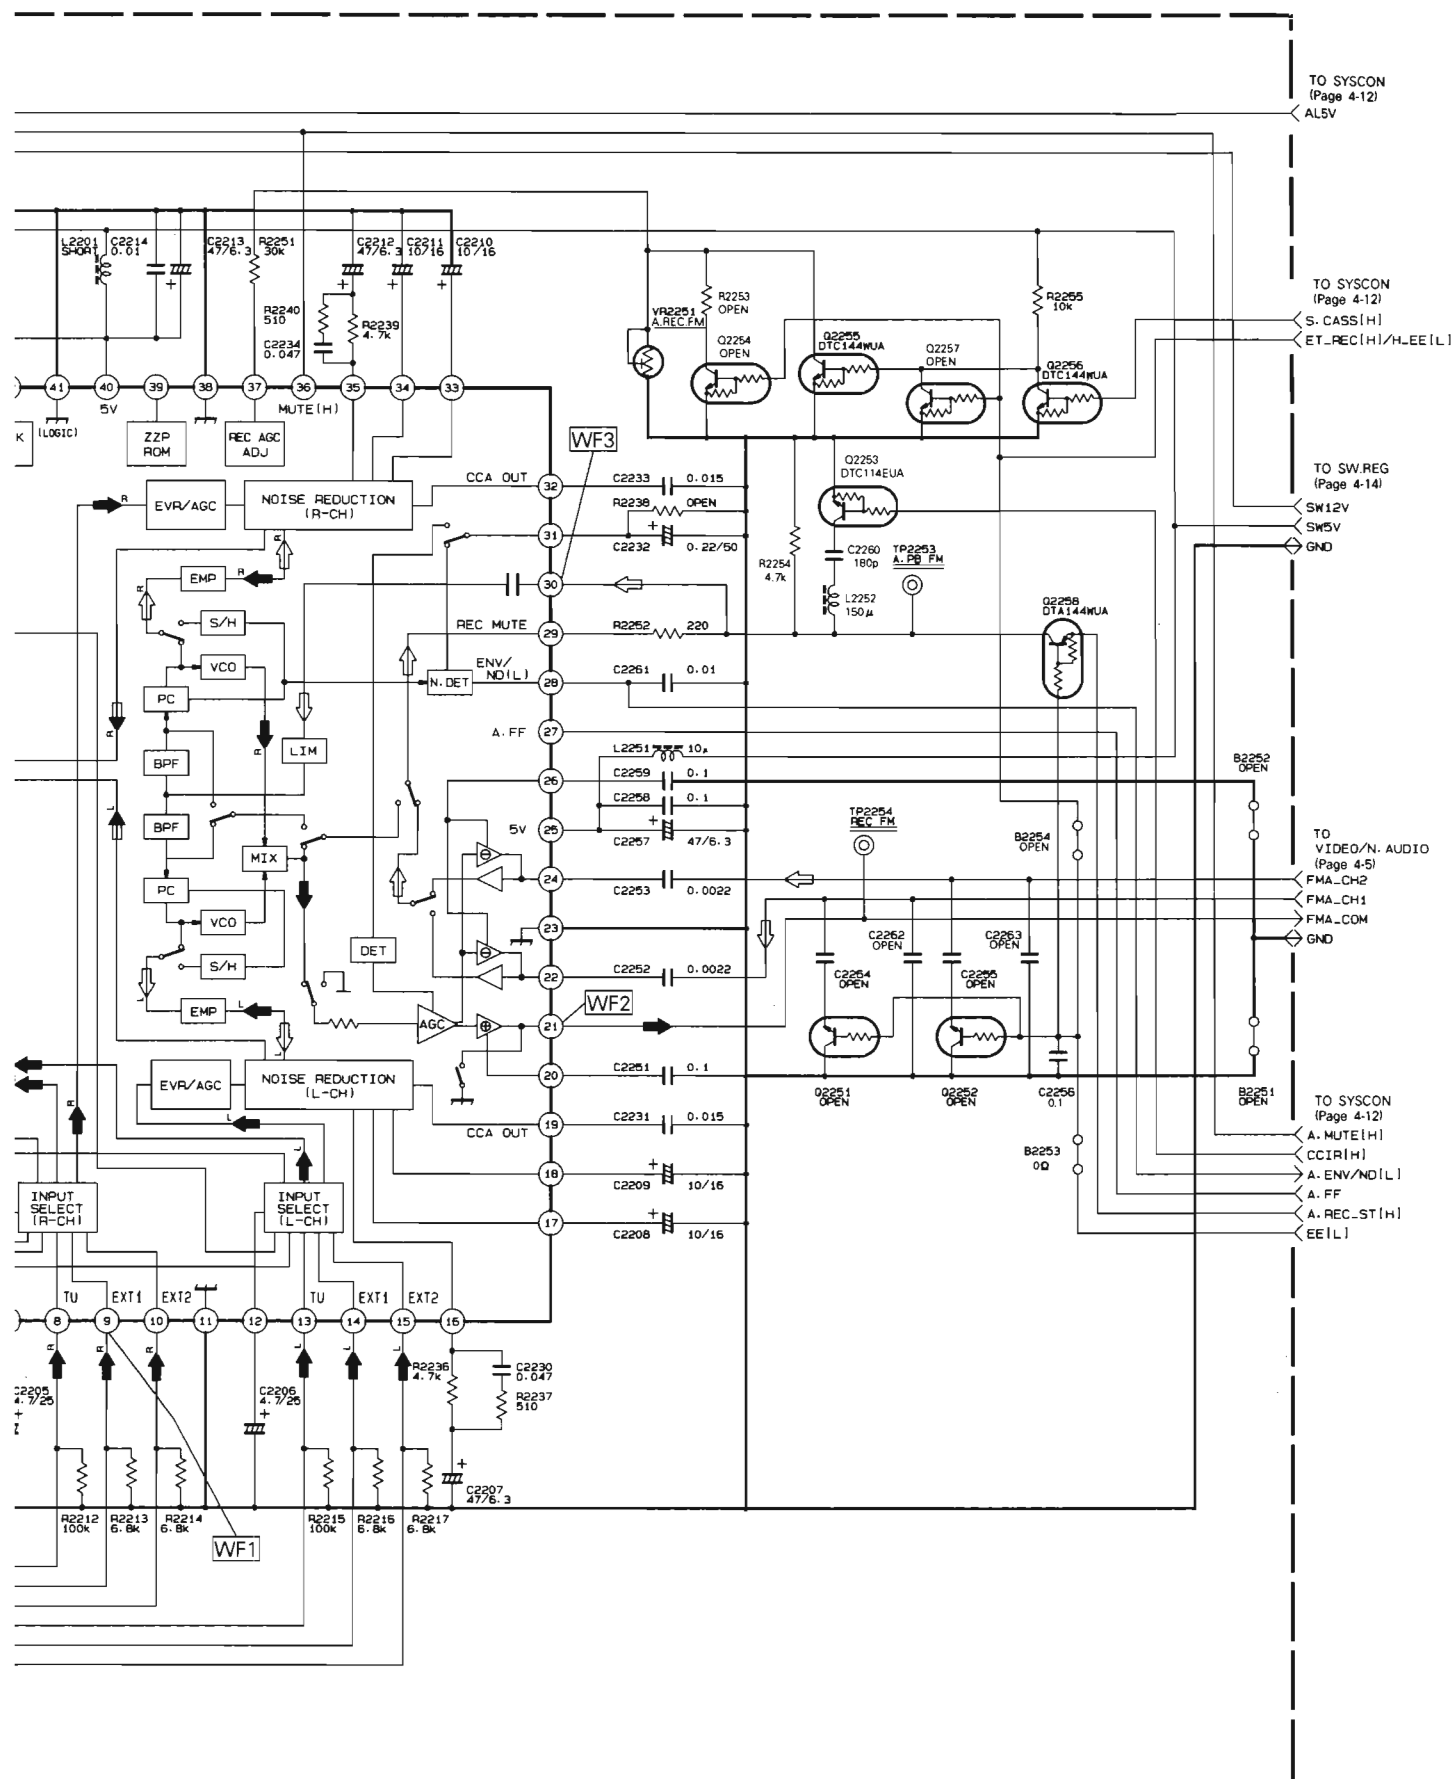 TO SYSCON
(Page 4-12)
AL5V
L2201
SHORT
C2214
0.01
C2213
47/6.3
R2251
30k
C2212
47/6.3
C2211
10/16
C2210
10/16
R2240
510
C2234
0.047
R2239
4.7k
VR2251
A.REC.FM
R2253
OPEN
Q2254
OPEN
Q2255
DTC144WUA
Q2257
OPEN
R2255
10k
Q2256
DTC144WUA
TO SYSCON
(Page 4-12)
S.CASS[H]
ET_REC[H]/H_EE[L]
41
40
39
38
37
36
35
34
33
5V
MUTE[H]
K
(LOGIC)
ZZP
ROM
REC AGC
ADJ
WF3
CCA OUT
32
C2233
0.015
R2238
OPEN
31
C2232
0.22/50
Q2253
DTC114EUA
TO SW.REG
(Page 4-14)
SW12V
SW5V
GND
R
EVR/AGC
NOISE REDUCTION
(R-CH)
R
EMP
R
R
S/H
VCO
PC
BPF
BPF
PC
VCO
S/H
EMP
R
R
L
L
L
L
LIM
MIX
N.DET
DET
AGC
30
REC MUTE
29
R2252
220
ENV/
ND(L)
28
C2261
0.01
A.FF
27
L2251
10μ
26
C2259
0.1
C2258
0.1
5V
25
C2257
47/6.3
24
C2253
0.0022
23
22
C2252
0.0022
WF2
21
20
C2251
0.1
R2254
4.7k
C2260
180p
L2252
150μ
TP2253
A.PB FM
Q2258
DTA144WUA
TP2254
REC FM
B2252
OPEN
B2254
OPEN
TO
VIDEO/N.AUDIO
(Page 4-5)
FMA_CH2
FMA_CH1
FMA_COM
GND
C2262
OPEN
C2263
OPEN
C2264
OPEN
C2255
OPEN
Q2251
OPEN
Q2252
OPEN
C2256
0.1
B2251
OPEN
EVR/AGC
NOISE REDUCTION
(L-CH)
L
R
L
CCA OUT
19
C2231
0.015
18
C2209
10/16
17
C2208
10/16
B2253
0Ω
TO SYSCON
(Page 4-12)
A.MUTE[H]
CCIR[H]
A.ENV/ND[L]
A.FF
A.REC_ST[H]
EE[L]
INPUT
SELECT
(R-CH)
INPUT
SELECT
(L-CH)
TU
EXT1
EXT2
TU
EXT1
EXT2
8
9
10
11
12
13
14
15
16
R
R
R
L
L
L
C2205
4.7/25
C2206
4.7/25
R2236
4.7k
C2230
0.047
R2237
510
C2207
47/6.3
R2212
100k
R2213
6.8k
R2214
6.8k
R2215
100k
R2216
6.8k
R2217
6.8k
WF1